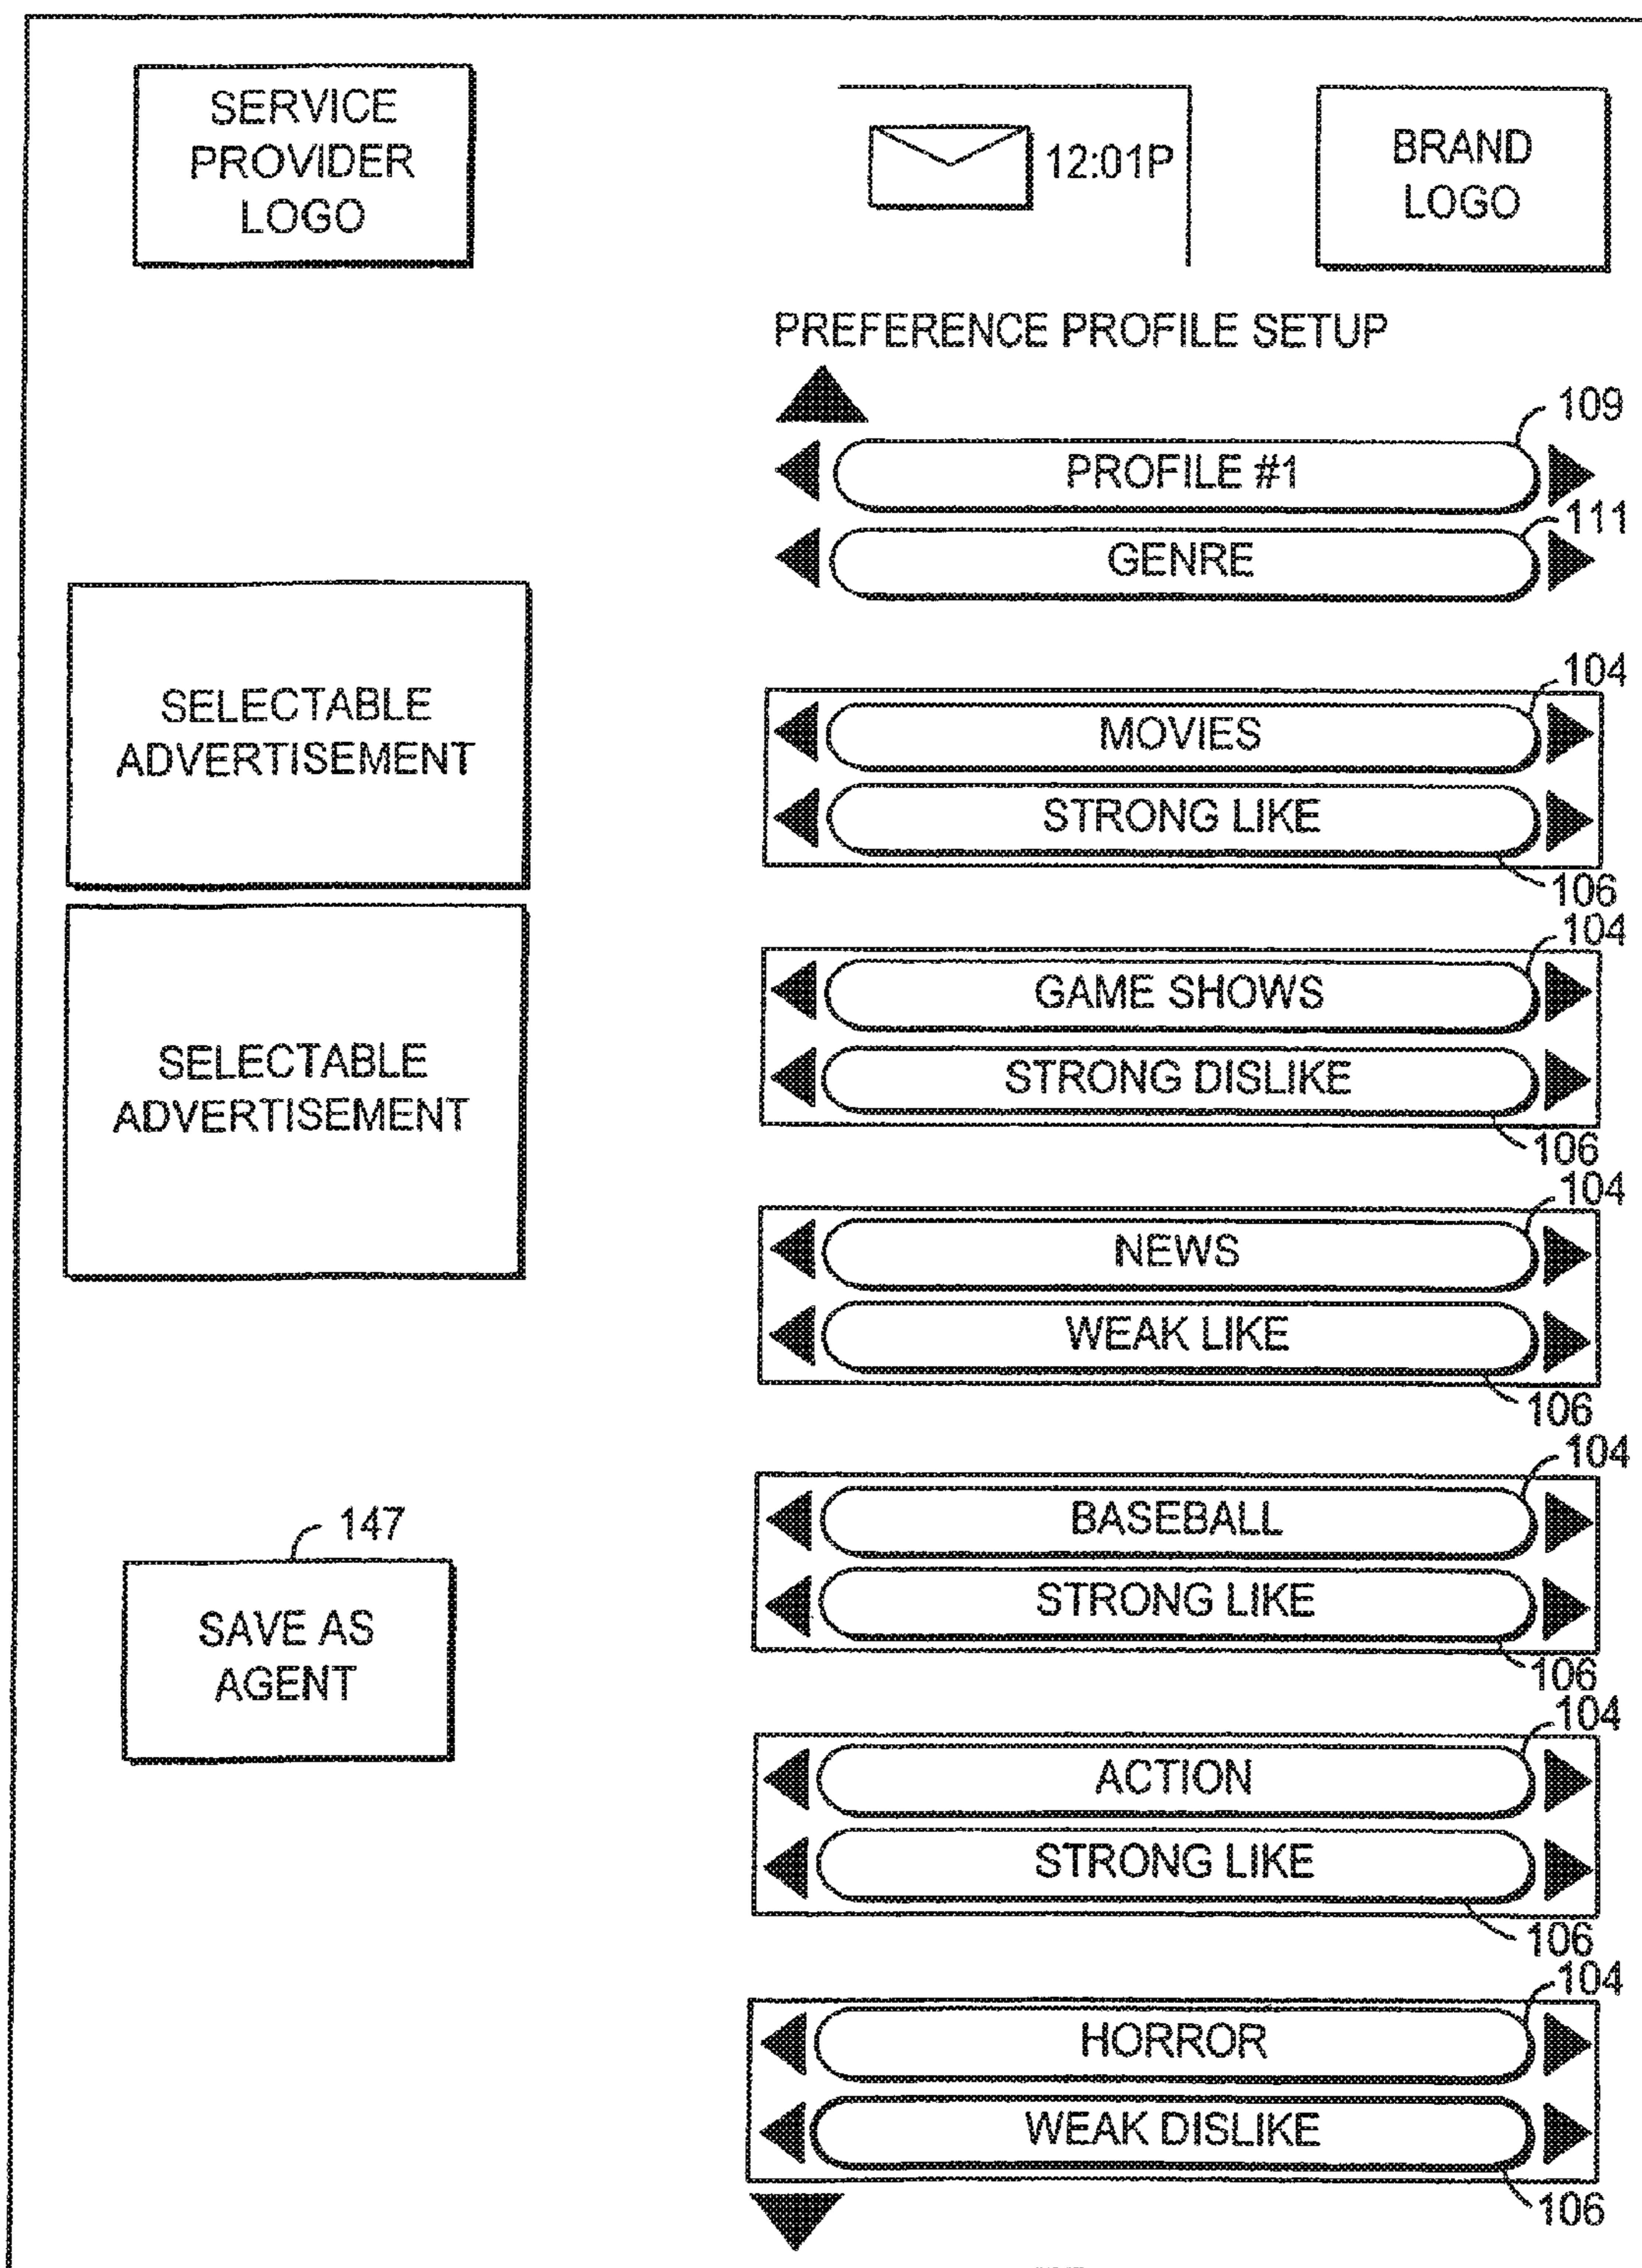 SERVICE
PROVIDER
LOGO
12:01P
BRAND
LOGO
PREFERENCE PROFILE SETUP
109
PROFILE #1
111
GENRE
SELECTABLE
ADVERTISEMENT
104
MOVIES
STRONG LIKE
106
SELECTABLE
ADVERTISEMENT
104
GAME SHOWS
STRONG DISLIKE
106
104
NEWS
WEAK LIKE
106
147
SAVE AS
AGENT
104
BASEBALL
STRONG LIKE
106
104
ACTION
STRONG LIKE
106
104
HORROR
WEAK DISLIKE
106